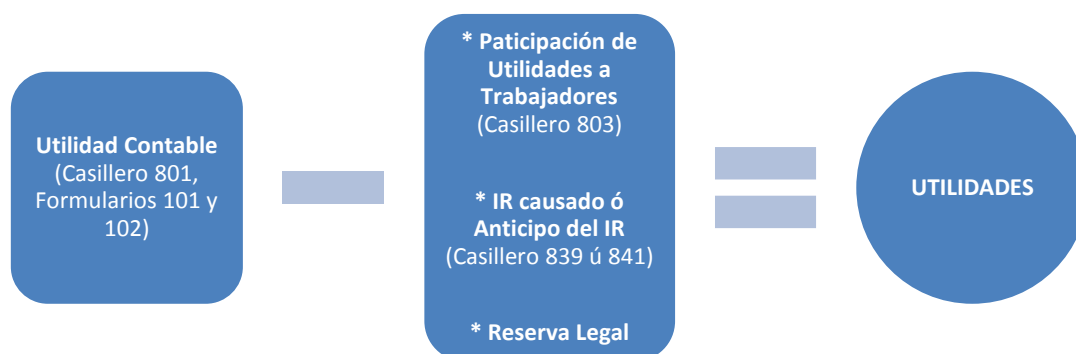 Utilidad Contable
(Casillero 801,
Formularios 101 y
102)
* Paticipación de
Utilidades a
Trabajadores
(Casillero 803)
* IR causado ó
Anticipo del IR
(Casillero 839 ú 841)
* Reserva Legal
UTILIDADES